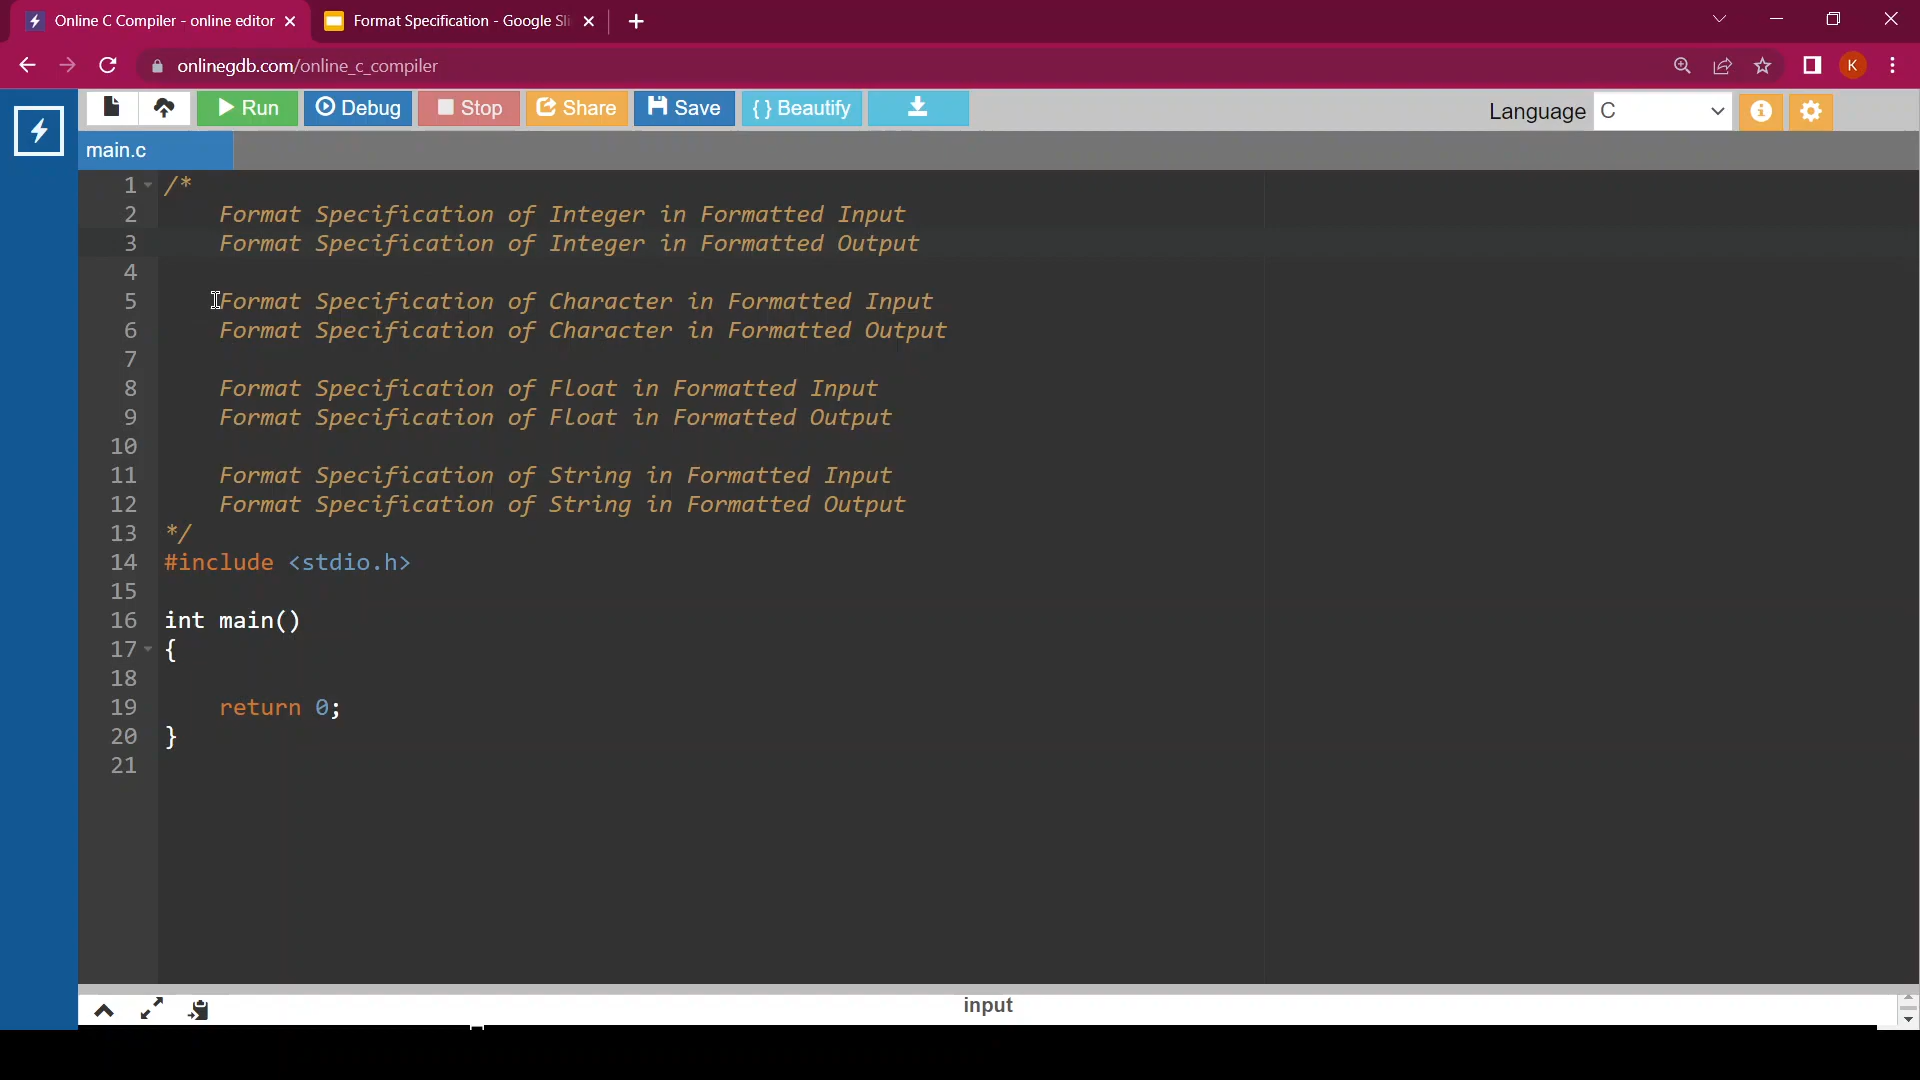 Online C Compiler - online editor
Format Specification - Google Sli
onlinegdb.com/online_c_compiler
K
Run
Debug
Stop
Share
Save
{ } Beautify
Language
C
main.c
1 /*
2 Format Specification of Integer in Formatted Input
3 Format Specification of Integer in Formatted Output
4
5 Format Specification of Character in Formatted Input
6 Format Specification of Character in Formatted Output
7
8 Format Specification of Float in Formatted Input
9 Format Specification of Float in Formatted Output
10
11 Format Specification of String in Formatted Input
12 Format Specification of String in Formatted Output
13 */
14 #include <stdio.h>
15
16 int main()
17 {
18
19 return 0;
20 }
21
input